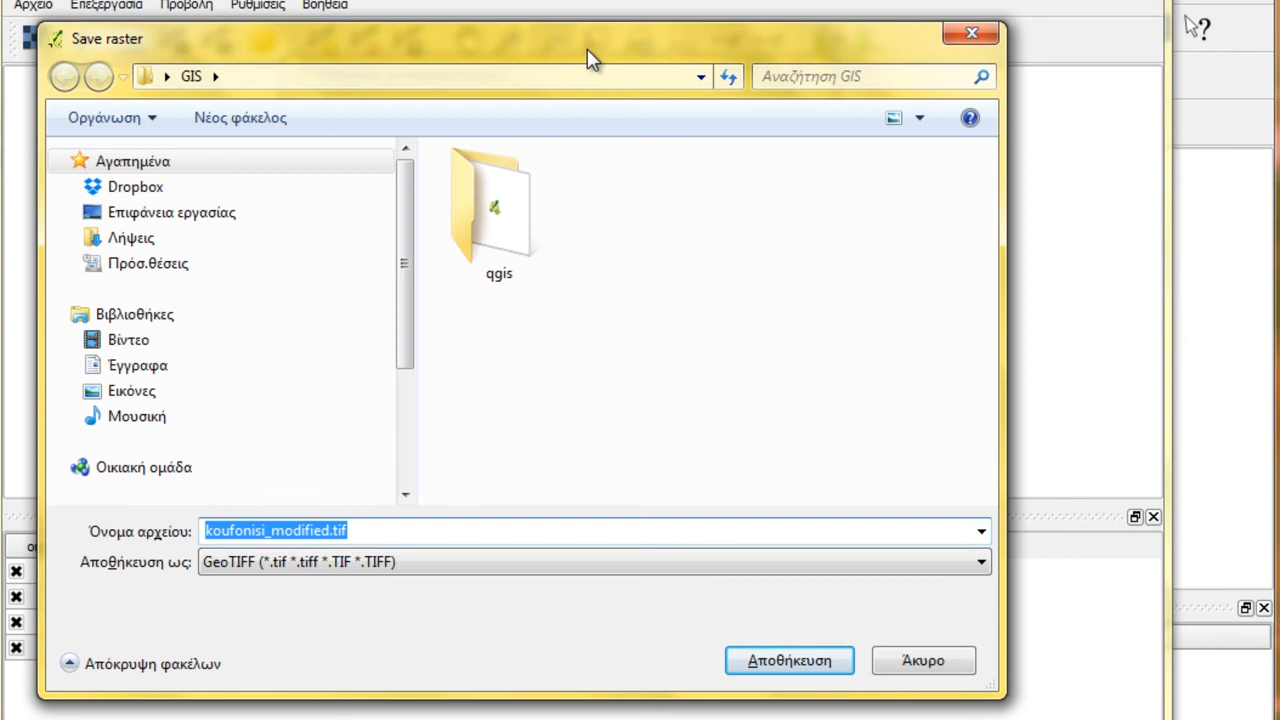 Αρχείο Επεξεργασία Προβολή Ρυθμίσεις Βοήθεια
Save raster
GIS
Αναζήτηση GIS
Οργάνωση
Νέος φάκελος
Αγαπημένα
Dropbox
Επιφάνεια εργασίας
Λήψεις
Πρόσ.θέσεις
Βιβλιοθήκες
Βίντεο
Έγγραφα
Εικόνες
Μουσική
Οικιακή ομάδα
qgis
Όνομα αρχείου: koufonisi_modified.tif
Αποθήκευση ως: GeoTIFF (*.tif *.tiff *.TIF *.TIFF)
Απόκρυψη φακέλων
Αποθήκευση
Άκυρο